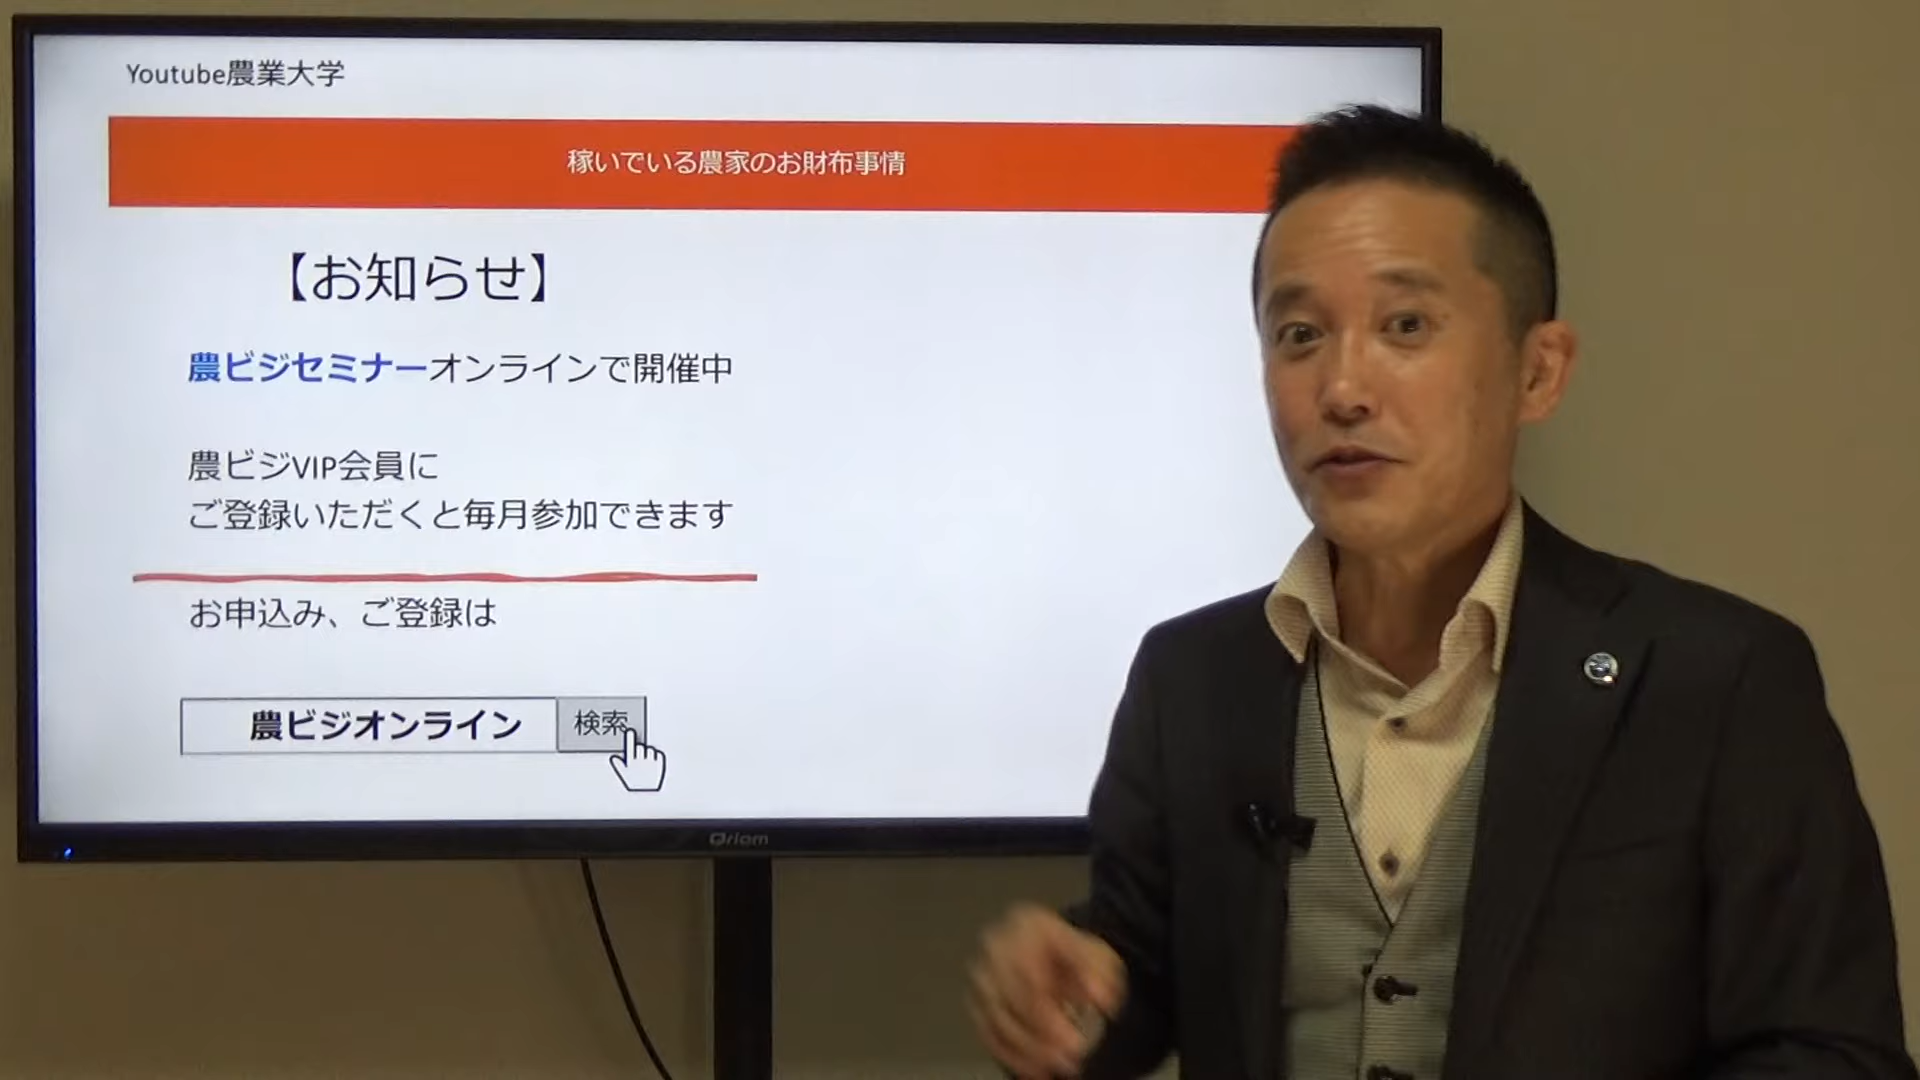 Youtube農業大学
稼いでいる農家のお財布事情
【お知らせ】
農ビジセミナーオンラインで開催中
農ビジVIP会員に
ご登録いただくと毎月参加できます
お申込み、ご登録は
農ビジオンライン 検索
Qriom